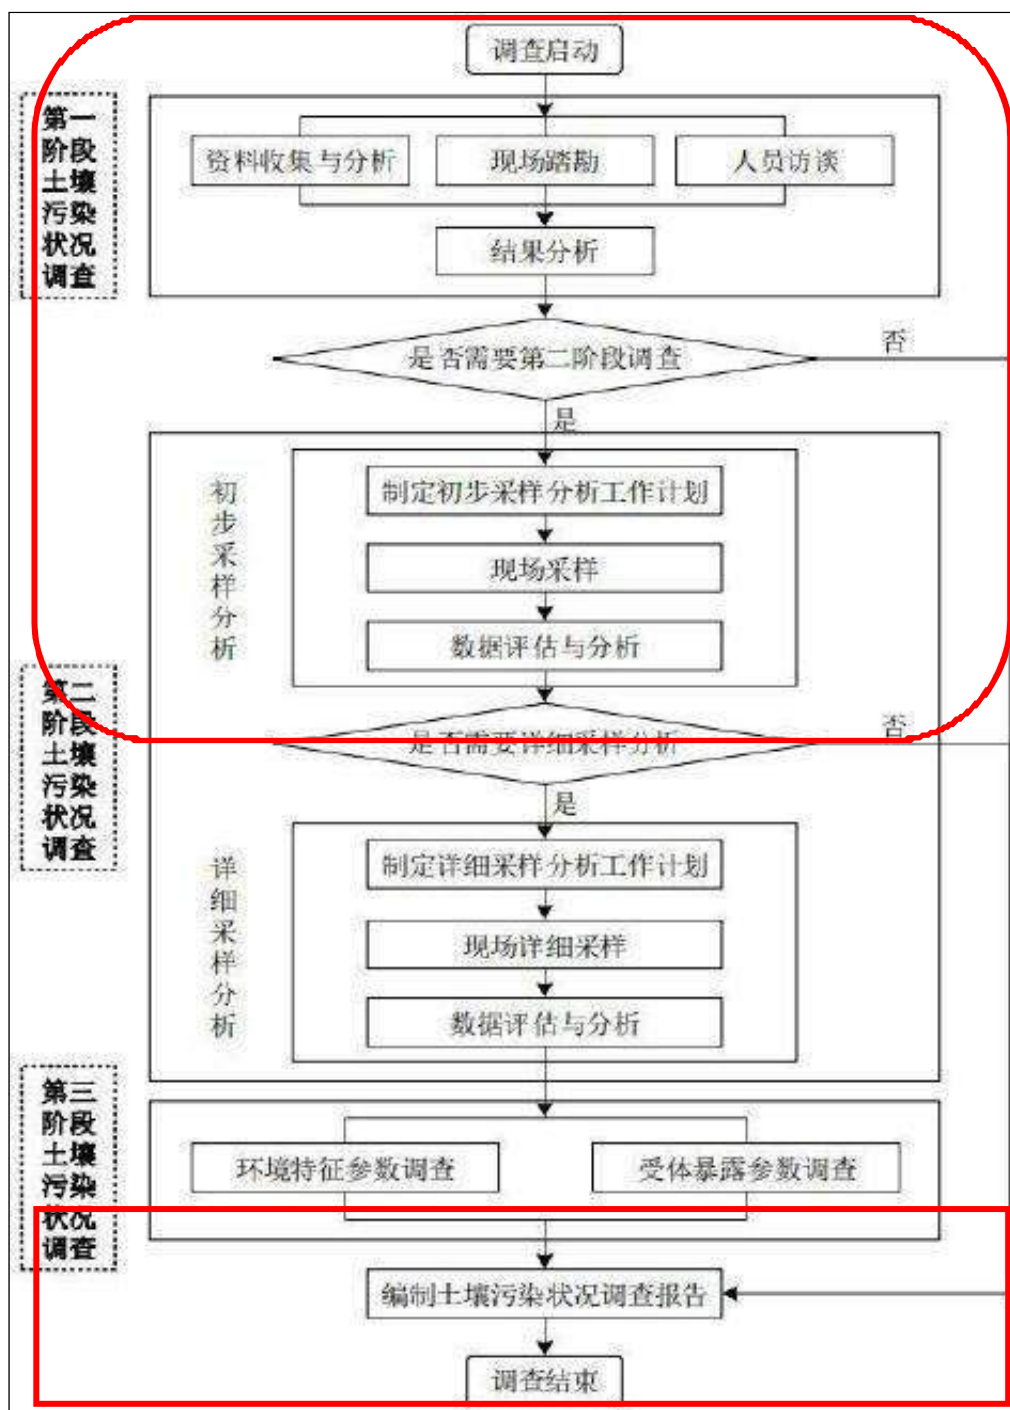 调查启动
第一
阶段
土壤
污染
状况
调查
资料收集与分析
现场踏勘
人员访谈
结果分析
是否需要第二阶段调查
否
是
初步采样分析
制定初步采样分析工作计划
现场采样
数据评估与分析
第二
阶段
土壤
污染
状况
调查
是否需要详细采样分析
否
是
详细采样分析
制定详细采样分析工作计划
现场详细采样
数据评估与分析
第三
阶段
土壤
污染
状况
调查
环境特征参数调查
受体暴露参数调查
编制土壤污染状况调查报告
调查结束